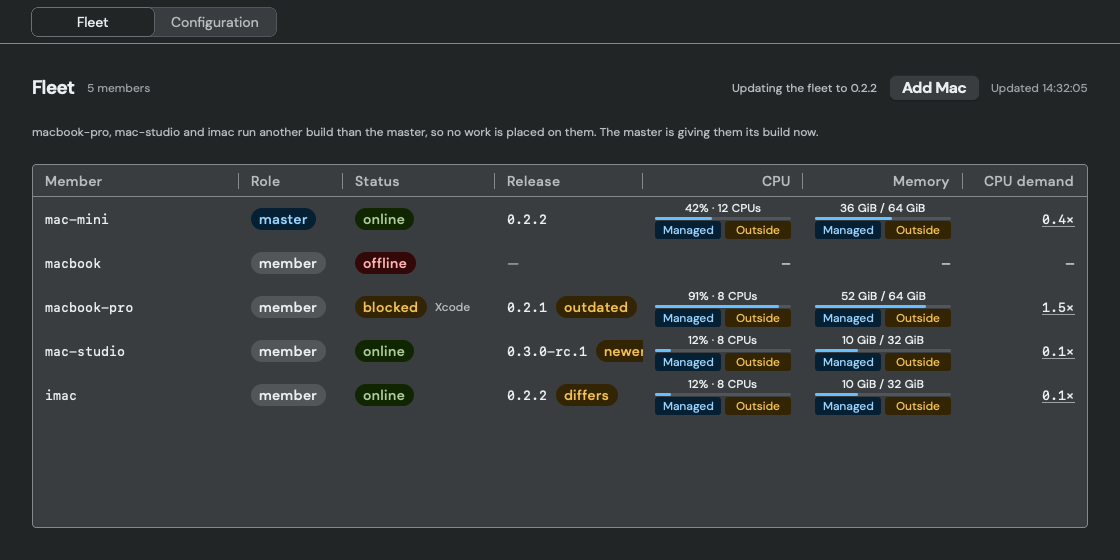 Fleet Configuration
Fleet 5 members Updating the fleet to 0.2.2 Add Mac Updated 14:32:05
macbook-pro, mac-studio and imac run another build than the master, so no work is placed on them. The master is giving them its build now.
Member Role Status Release CPU Memory CPU demand
42% · 12 CPUs 36 GiB / 64 GiB
mac-mini master online 0.2.2 0.4×
Managed Outside Managed Outside
macbook member offline — — — —
91% · 8 CPUs 52 GiB / 64 GiB
macbook-pro member blocked Xcode 0.2.1 outdated 1.5×
Managed Outside Managed Outside
12% · 8 CPUs 10 GiB / 32 GiB
mac-studio member online 0.3.0-rc.1 newer 0.1×
Managed Outside Managed Outside
12% · 8 CPUs 10 GiB / 32 GiB
imac member online 0.2.2 differs 0.1×
Managed Outside Managed Outside